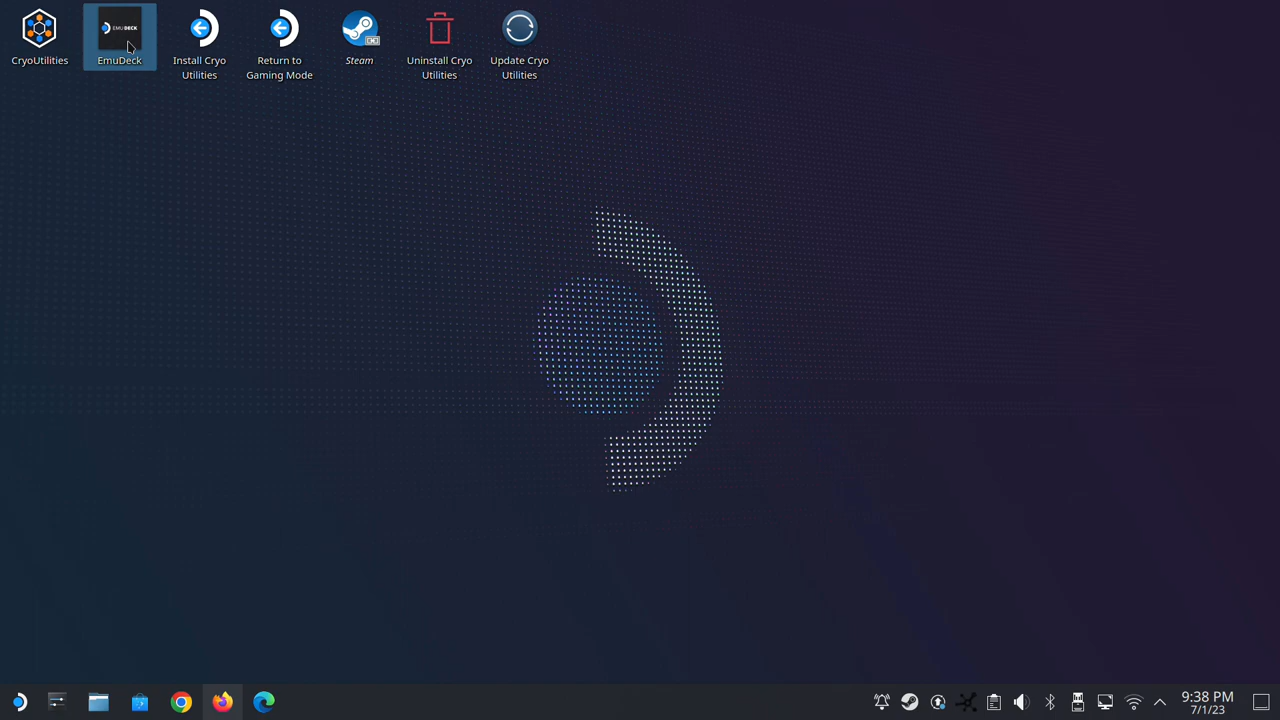 EMUDECK
CryoUtilities
EmuDeck
Install Cryo
Utilities
Return to
Gaming Mode
Steam
Uninstall Cryo
Utilities
Update Cryo
Utilities
9:38 PM
7/1/23